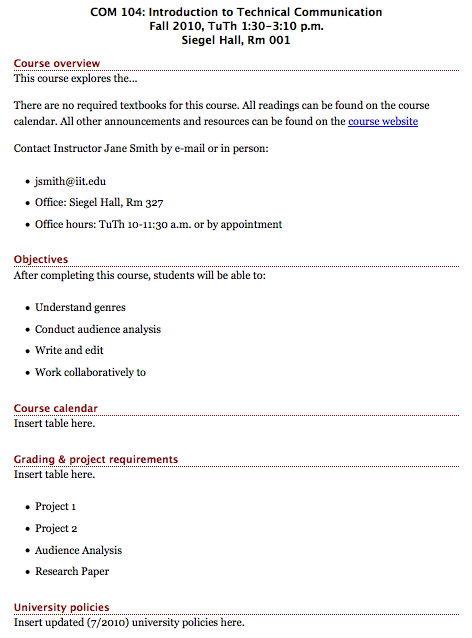 COM 104: Introduction to Technical Communication
Fall 2010, TuTh 1:30-3:10 p.m.
Siegel Hall, Rm 001
Course overview
This course explores the...
There are no required textbooks for this course. All readings can be found on the course
calendar. All other announcements and resources can be found on the course website
Contact Instructor Jane Smith by e-mail or in person:
• jsmith@iit.edu
• Office: Siegel Hall, Rm 327
• Office hours: TuTh 10-11:30 a.m. or by appointment
Objectives
After completing this course, students will be able to:
• Understand genres
• Conduct audience analysis
• Write and edit
• Work collaboratively to
Course calendar
Insert table here.
Grading & project requirements
Insert table here.
• Project 1
• Project 2
• Audience Analysis
• Research Paper
University policies
Insert updated (7/2010) university policies here.